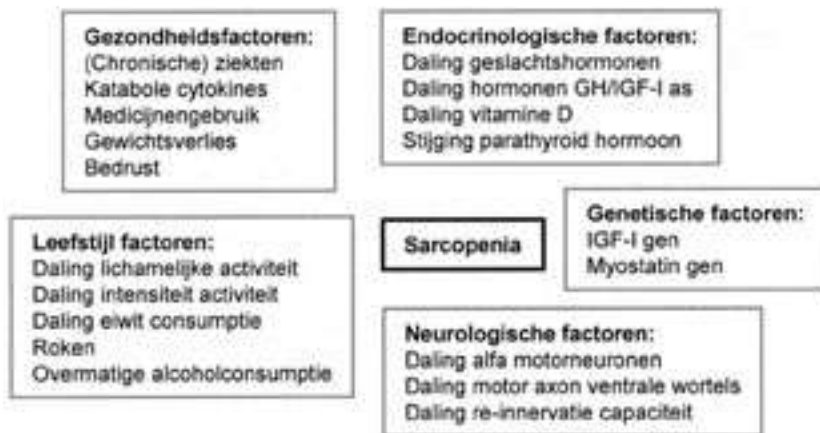 Gezondheidsfactoren:
(Chronische) ziekten
Katabole cytokines
Medicijnengebruik
Gewichtsverlies
Bedrust
Endocrinologische factoren:
Daling geslachtshormonen
Daling hormonen GH/IGF-I as
Daling vitamine D
Stijging parathyroid hormoon
Leefstijl factoren:
Daling lichamelijke activiteit
Daling intensiteit activiteit
Daling eiwit consumptie
Roken
Overmatige alcoholconsumptie
Sarcopenia
Genetische factoren:
IGF-I gen
Myostatin gen
Neurologische factoren:
Daling alfa motorneuronen
Daling motor axon ventrale wortels
Daling re-innervatie capaciteit